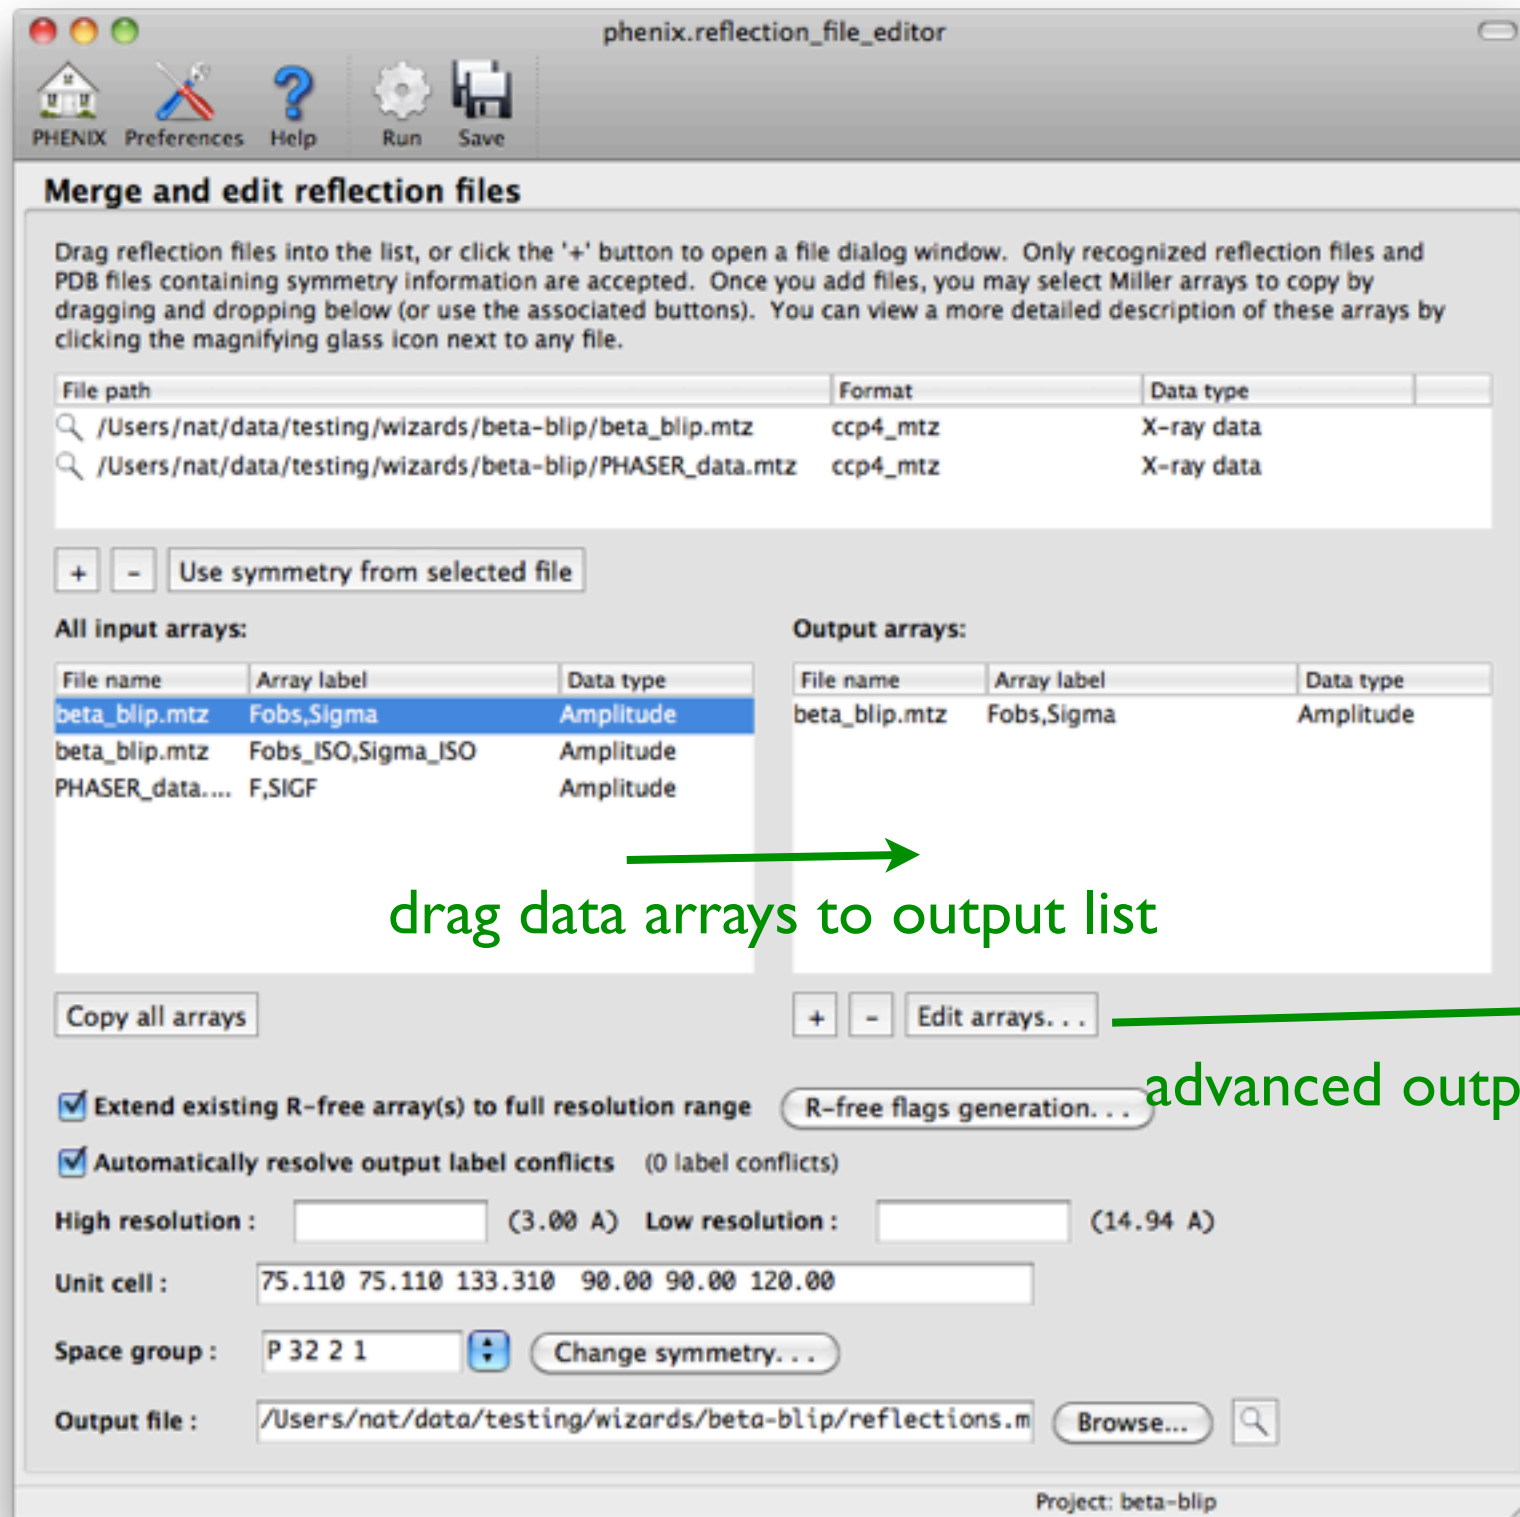 phenix.reflection_file_editor
PHENIX Preferences Help Run Save
Merge and edit reflection files
Drag reflection files into the list, or click the '+' button to open a file dialog window. Only recognized reflection files and
PDB files containing symmetry information are accepted. Once you add files, you may select Miller arrays to copy by
dragging and dropping below (or use the associated buttons). You can view a more detailed description of these arrays by
clicking the magnifying glass icon next to any file.
File path Format Data type
/Users/nat/data/testing/wizards/beta-blip/beta_blip.mtz ccp4_mtz X-ray data
/Users/nat/data/testing/wizards/beta-blip/PHASER_data.mtz ccp4_mtz X-ray data
+ - Use symmetry from selected file
All input arrays: Output arrays:
File name Array label Data type File name Array label Data type
beta_blip.mtz Fobs,Sigma Amplitude beta_blip.mtz Fobs,Sigma Amplitude
beta_blip.mtz Fobs_ISO,Sigma_ISO Amplitude
PHASER_data.... F,SIGF Amplitude
drag data arrays to output list
Copy all arrays + - Edit arrays. . .
advanced outp
Extend existing R-free array(s) to full resolution range R-free flags generation. . .
Automatically resolve output label conflicts (0 label conflicts)
High resolution : (3.00 A) Low resolution : (14.94 A)
Unit cell : 75.110 75.110 133.310 90.00 90.00 120.00
Space group : P 32 2 1 Change symmetry. . .
Output file : /Users/nat/data/testing/wizards/beta-blip/reflections.m Browse...
Project: beta-blip